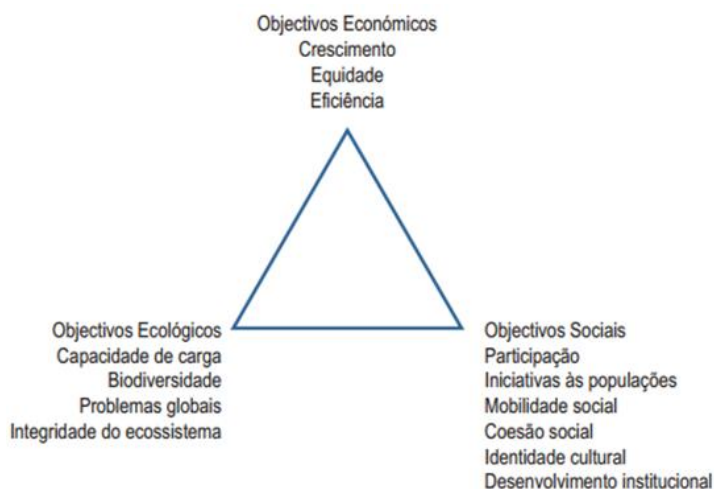 Objectivos Económicos
Crescimento
Equidade
Eficiência
Objectivos Ecológicos
Capacidade de carga
Biodiversidade
Problemas globais
Integridade do ecossistema
Objectivos Sociais
Participação
Iniciativas às populações
Mobilidade social
Coesão social
Identidade cultural
Desenvolvimento institucional